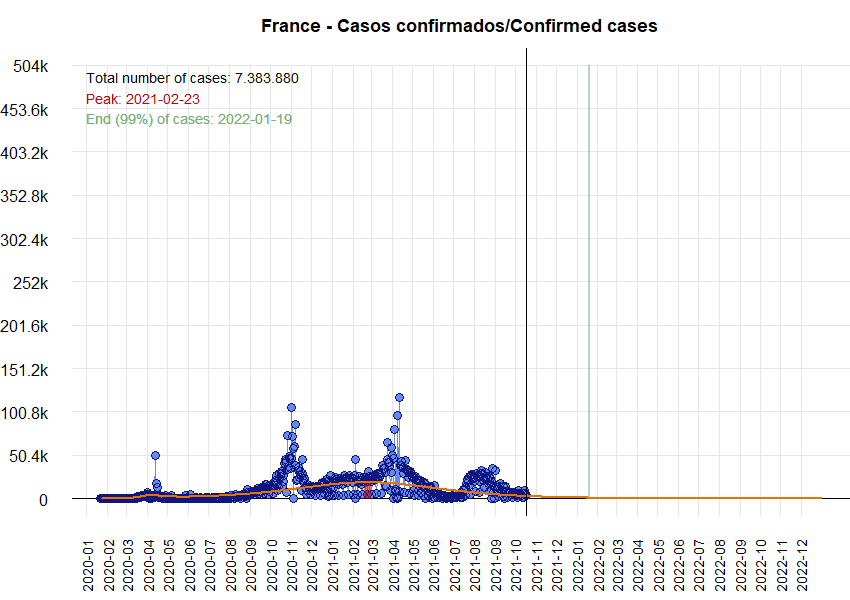 France - Casos confirmados/Confirmed cases
504k
453.6k
403.2k
352.8k
302.4k
252k
201.6k
151.2k
100.8k
50.4k
0
Total number of cases: 7.383.880
Peak: 2021-02-23
End (99%) of cases: 2022-01-19
2020-01
2020-02
2020-03
2020-04
2020-05
2020-06
2020-07
2020-08
2020-09
2020-10
2020-11
2020-12
2021-01
2021-02
2021-03
2021-04
2021-05
2021-06
2021-07
2021-08
2021-09
2021-10
2021-11
2021-12
2022-01
2022-02
2022-03
2022-04
2022-05
2022-06
2022-07
2022-08
2022-09
2022-10
2022-11
2022-12